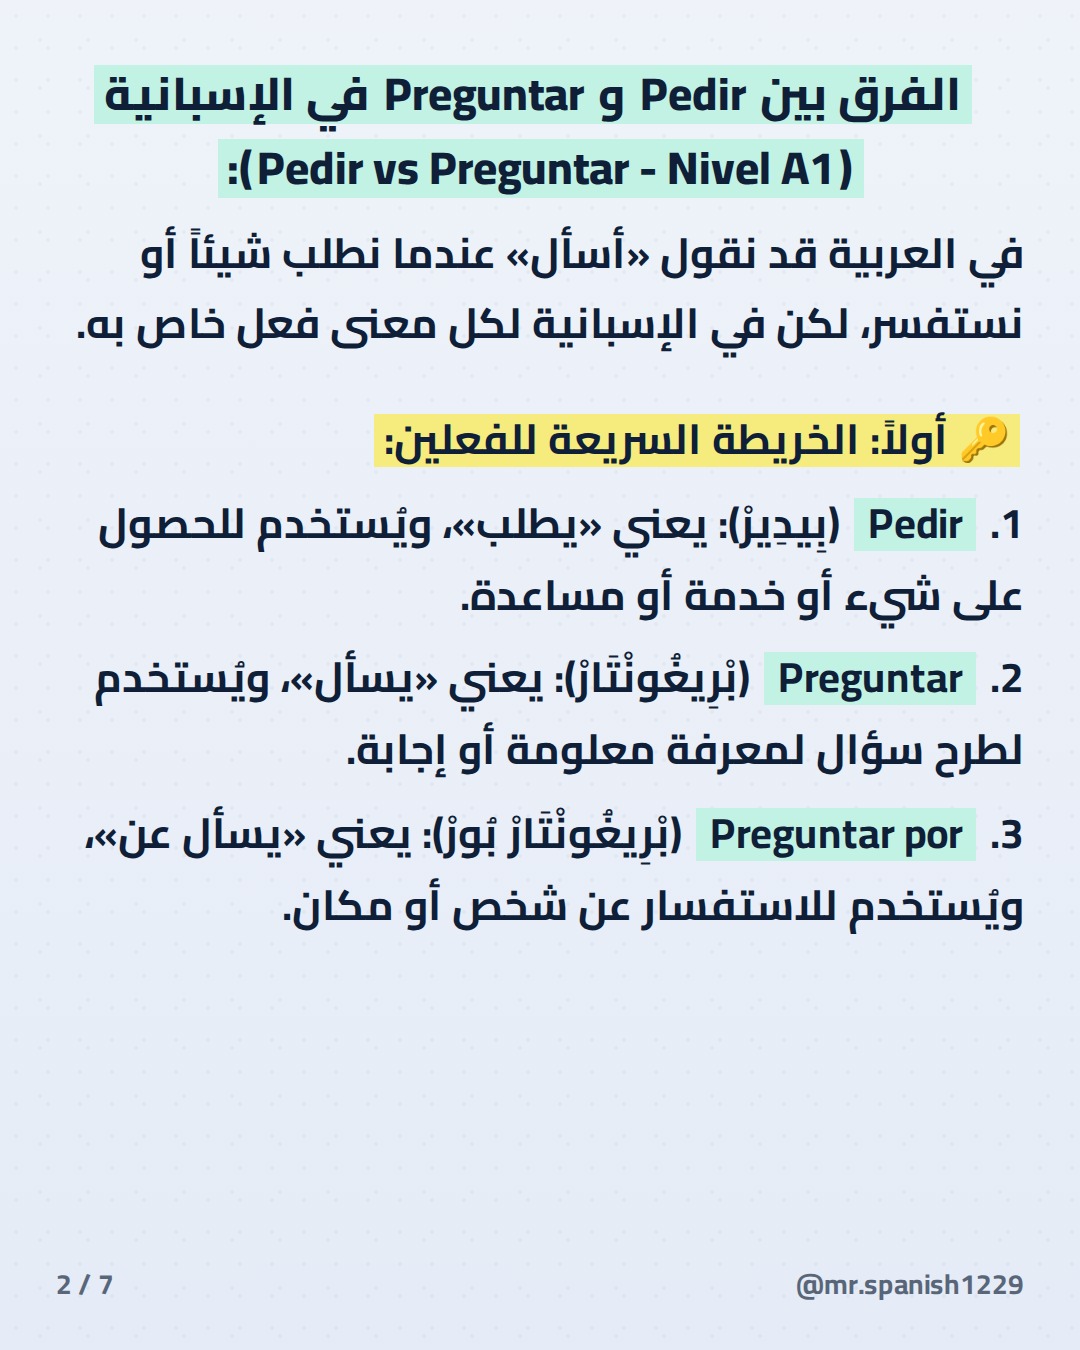 الفرق بين Pedir و Preguntar في الإسبانية
(Pedir vs Preguntar - Nivel A1):
في العربية قد نقول «أسأل» عندما نطلب شيئاً أو
نستفسر، لكن في الإسبانية لكل معنى فعل خاص به.
🔑 أولاً: الخريطة السريعة للفعلين:
1. Pedir (بِيدِيرْ): يعني «يطلب»، ويُستخدم للحصول
على شيء أو خدمة أو مساعدة.
2. Preguntar (بْرِيغُونْتَارْ): يعني «يسأل»، ويُستخدم
لطرح سؤال لمعرفة معلومة أو إجابة.
3. Preguntar por (بْرِيغُونْتَارْ بُورْ): يعني «يسأل عن»،
ويُستخدم للاستفسار عن شخص أو مكان.
@mr.spanish1229
2 / 7